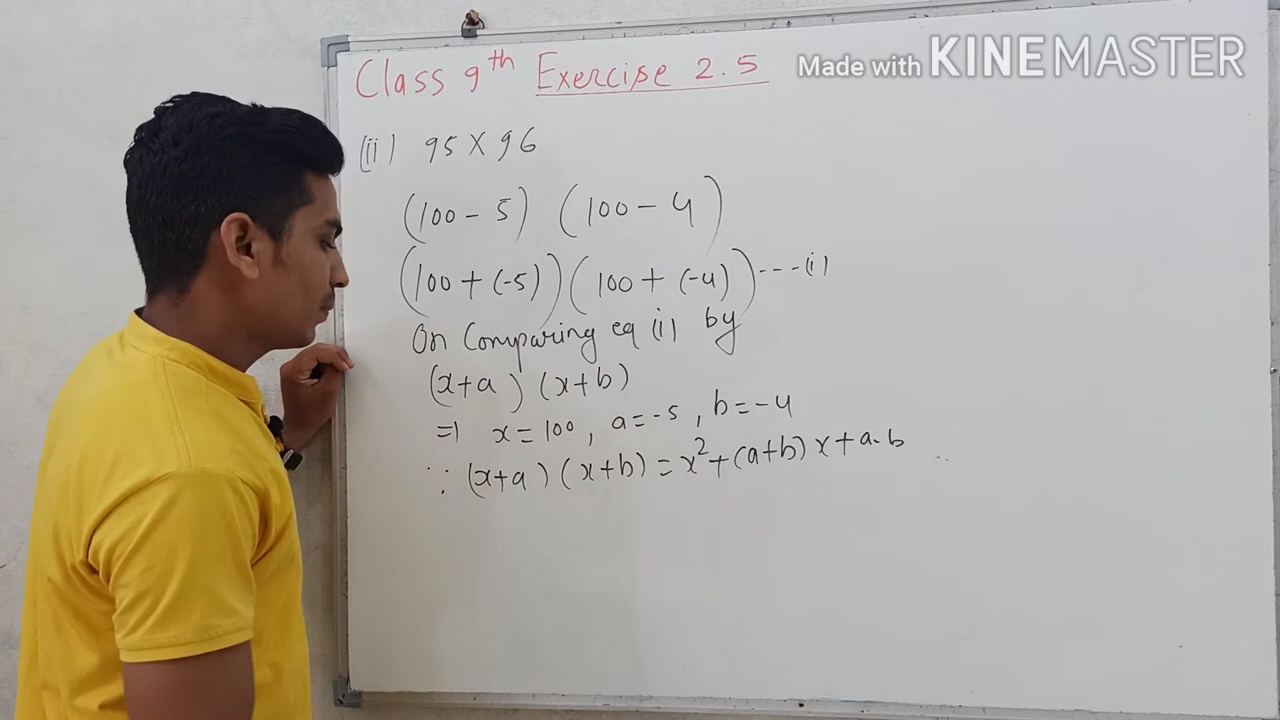 Class 9th Exercise 2.5
Made with KINEMASTER
(ii) 95 X 96
(100 - 5) (100 - 4)
(100 + (-5)) (100 + (-4)) --- (i)
On Comparing eq (i) by
(x+a) (x+b)
=) x = 100, a = -5, b = -4
∵ (x+a) (x+b) = x² + (a+b) x + a.b